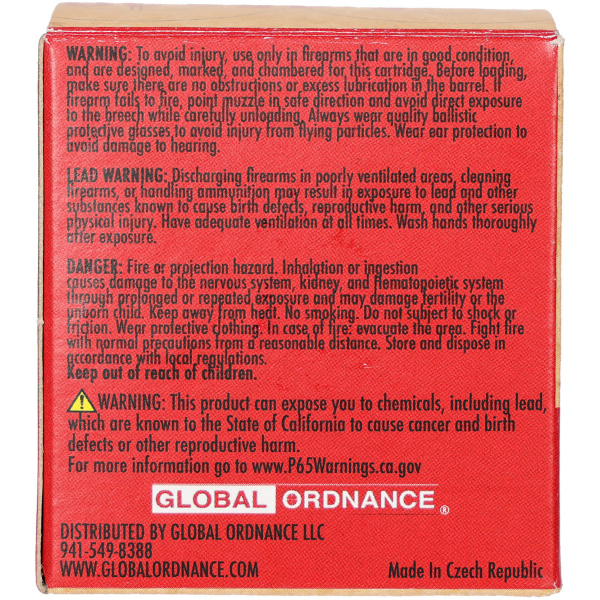 WARNING: To avoid injury, use only in firearms that are in good condition,
and are designed, marked, and chambered for this cartridge. Before loading,
make sure there are no obstructions or excess lubrication in the barrel. If
firearm fails to fire, point muzzle in safe direction and avoid direct exposure
to the breech while carefully unloading. Always wear quality ballistic
protective glasses to avoid injury from flying particles. Wear ear protection to
avoid damage to hearing.
LEAD WARNING: Discharging firearms in poorly ventilated areas, cleaning
firearms, or handling ammunition may result in exposure to lead and other
substances known to cause birth defects, reproductive harm, and other serious
physical injury. Have adequate ventilation at all times. Wash hands thoroughly
after exposure.
DANGER: Fire or projection hazard. Inhalation or ingestion
causes damage to the nervous system, kidney, and Hematopoietic system
through prolonged or repeated exposure and may damage fertility or the
unborn child. Keep away from heat. No smoking. Do not subject to shock or
friction. Wear protective clothing. In case of fire: evacuate the area. Fight fire
with normal precautions from a reasonable distance. Store and dispose in
accordance with local regulations.
Keep out of reach of children.
WARNING: This product can expose you to chemicals, including lead,
which are known to the State of California to cause cancer and birth
defects or other reproductive harm.
For more information go to www.P65Warnings.ca.gov
GLOBAL ORDNANCE®
DISTRIBUTED BY GLOBAL ORDNANCE LLC
941-549-8388
WWW.GLOBALORDNANCE.COM
Made In Czech Republic